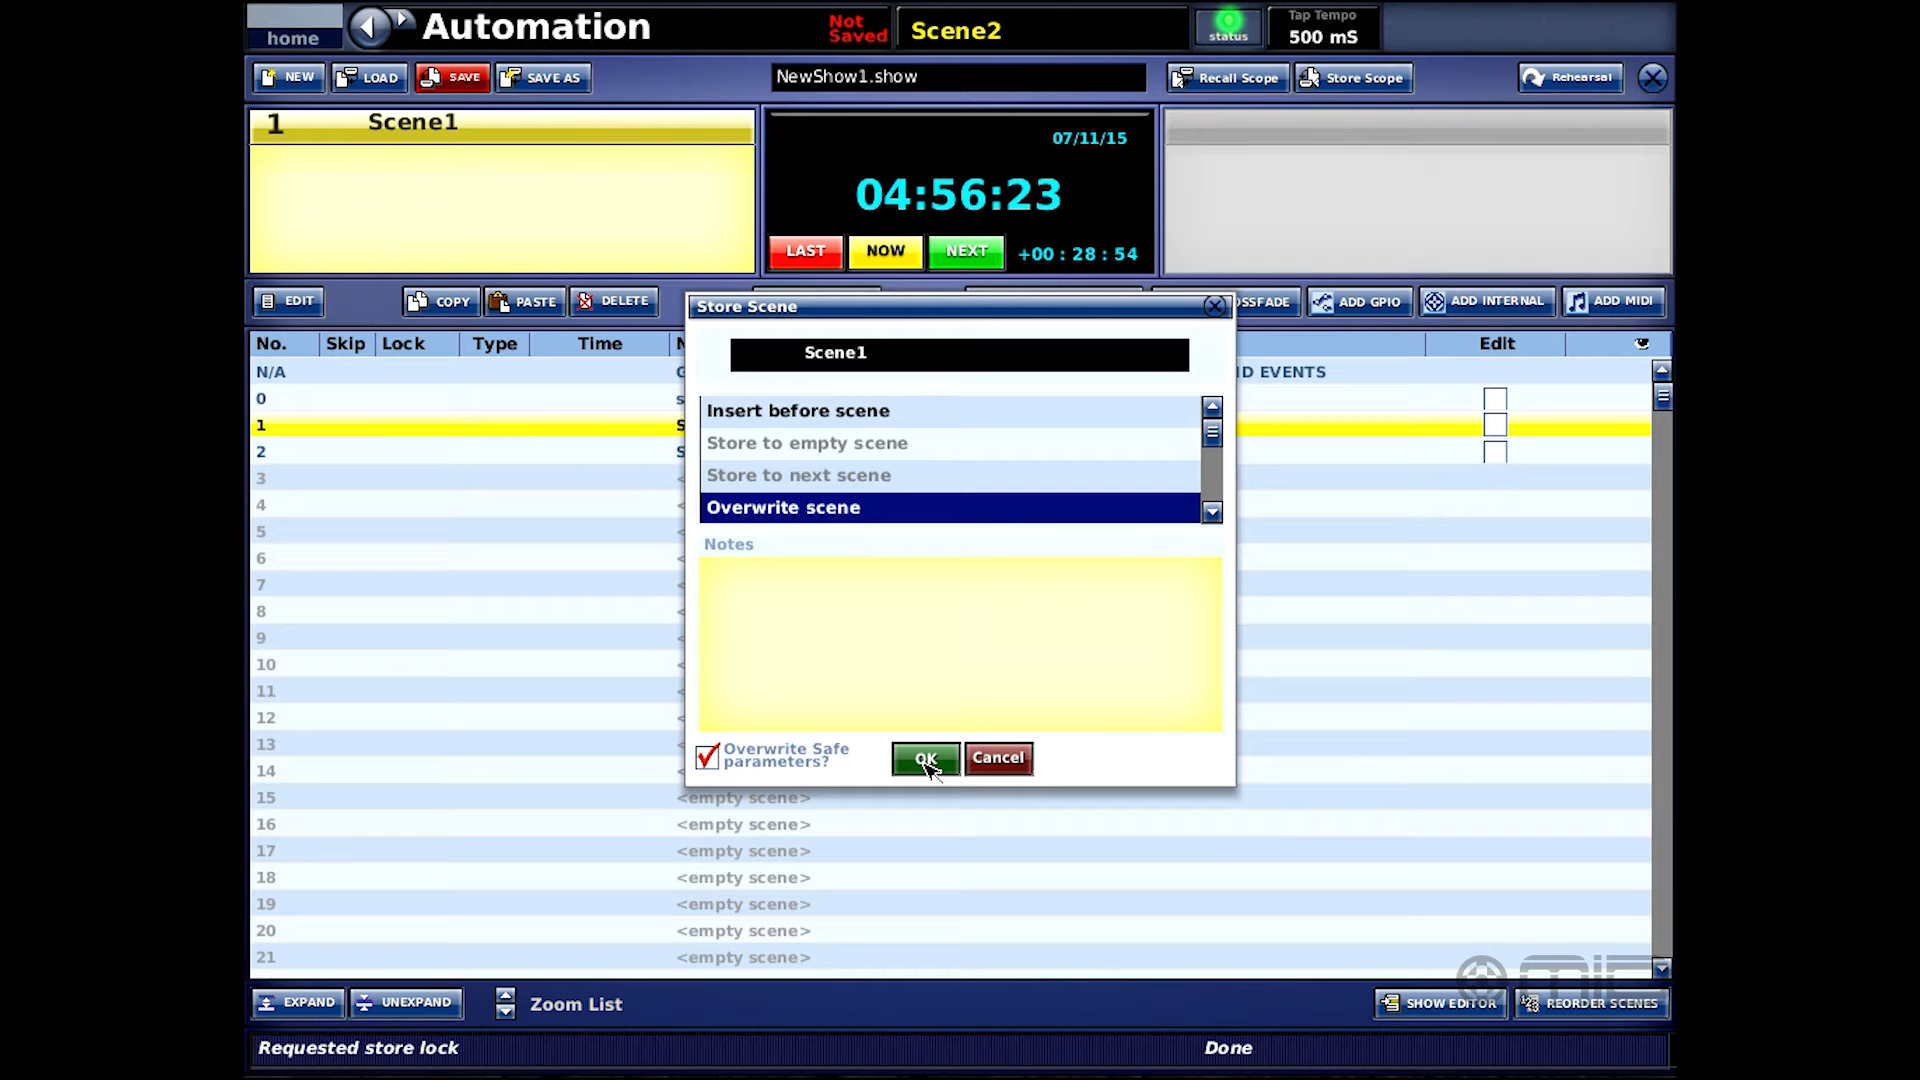 home
Automation
Not Saved
Scene2
status
Tap Tempo
500 mS
NEW
LOAD
SAVE
SAVE AS
NewShow1.show
Recall Scope
Store Scope
Rehearsal
1 Scene1
07/11/15
04:56:23
LAST
NOW
NEXT
+00 : 28 : 54
EDIT
COPY
PASTE
DELETE
ADD GPIO
ADD INTERNAL
ADD MIDI
Store Scene
Scene1
Insert before scene
Store to empty scene
Store to next scene
Overwrite scene
Notes
Overwrite Safe
parameters?
OK
Cancel
No. Skip Lock Type Time Edit
N/A EVENTS
0
1
2
3
4
5
6
7
8
9
10
11
12
13
14
15 <empty scene>
16 <empty scene>
17 <empty scene>
18 <empty scene>
19 <empty scene>
20 <empty scene>
21 <empty scene>
EXPAND
UNEXPAND
Zoom List
SHOW EDITOR
REORDER SCENES
Requested store lock
Done